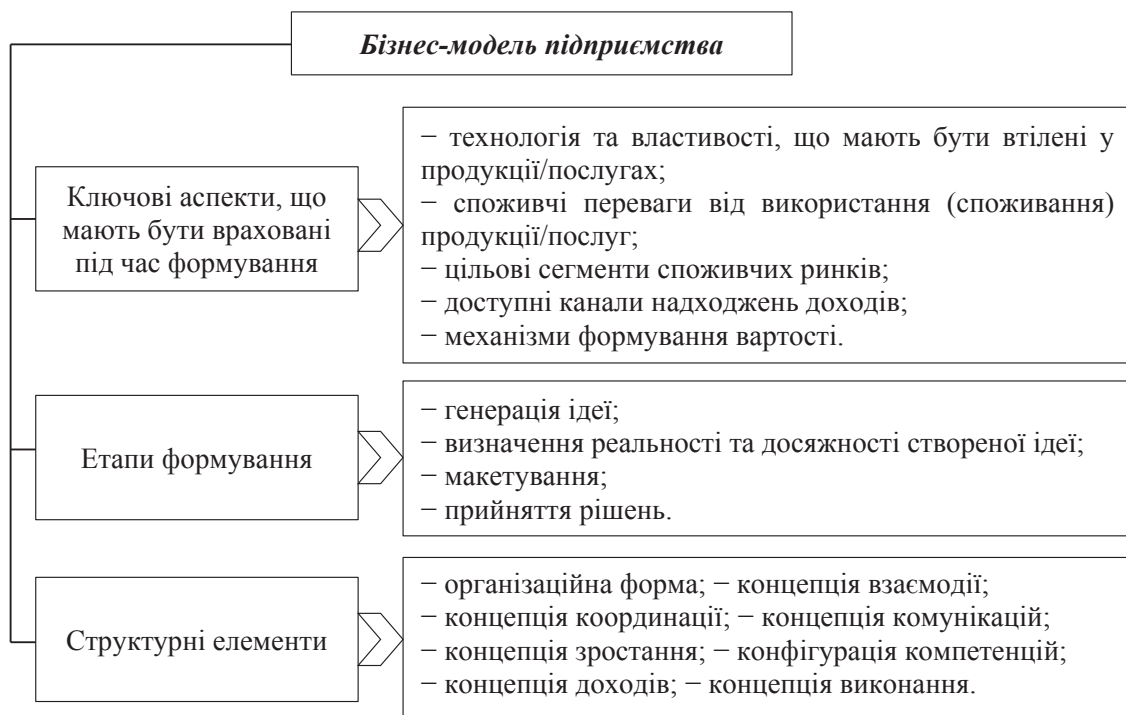 Бізнес-модель підприємства
Ключові аспекти, що
мають бути враховані
під час формування
− технологія та властивості, що мають бути втілені у
продукції/послугах;
− споживчі переваги від використання (споживання)
продукції/послуг;
− цільові сегменти споживчих ринків;
− доступні канали надходжень доходів;
− механізми формування вартості.
Етапи формування
− генерація ідеї;
− визначення реальності та досяжності створеної ідеї;
− макетування;
− прийняття рішень.
Структурні елементи
− організаційна форма; − концепція взаємодії;
− концепція координації; − концепція комунікацій;
− концепція зростання; − конфігурація компетенцій;
− концепція доходів; − концепція виконання.